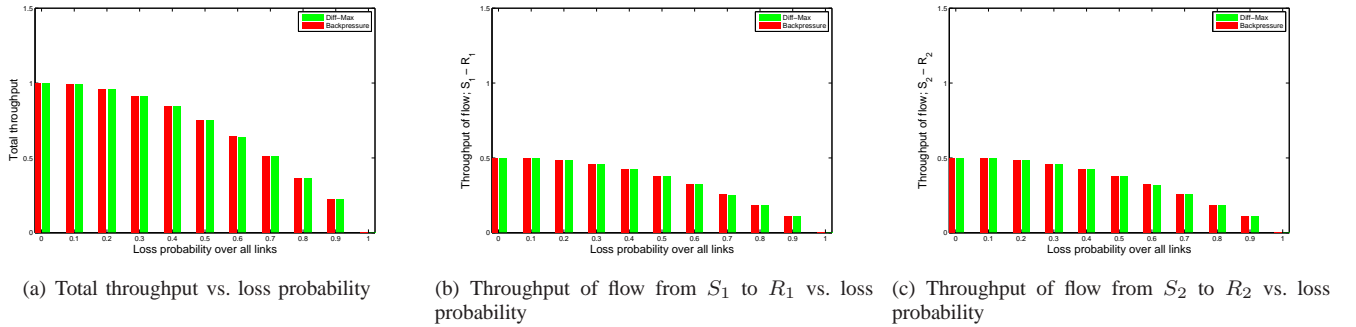 1.5
1
0.5
0
Total throughput
Diff-Max
Backpressure
0 0.1 0.2 0.3 0.4 0.5 0.6 0.7 0.8 0.9 1
Loss probability over all links
(a) Total throughput vs. loss probability
1.5
1
0.5
0
Throughput of flow; S₁ − R₁
Diff-Max
Backpressure
0 0.1 0.2 0.3 0.4 0.5 0.6 0.7 0.8 0.9 1
Loss probability over all links
(b) Throughput of flow from S₁ to R₁ vs. loss
probability
1.5
1
0.5
0
Throughput of flow; S₂ − R₂
Diff-Max
Backpressure
0 0.1 0.2 0.3 0.4 0.5 0.6 0.7 0.8 0.9 1
Loss probability over all links
(c) Throughput of flow from S₂ to R₂ vs. loss
probability